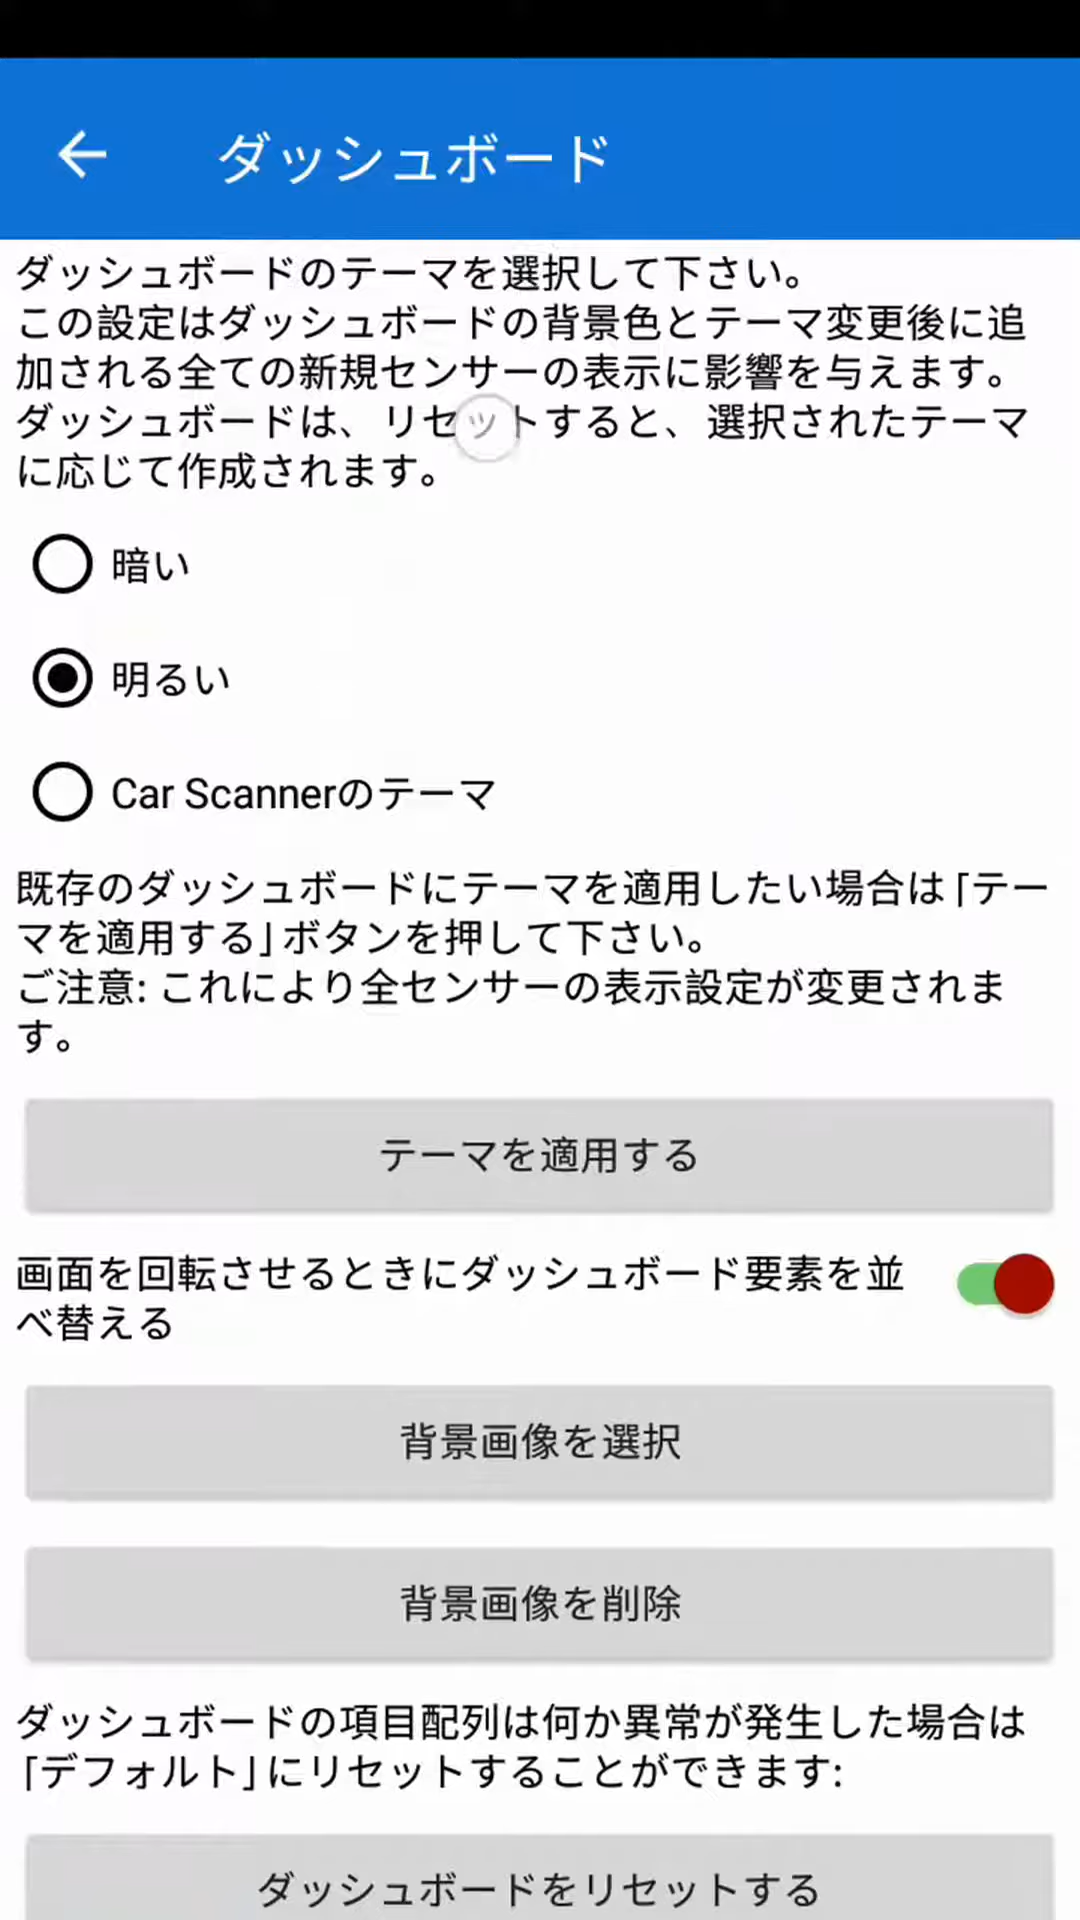 ダッシュボード
ダッシュボードのテーマを選択して下さい。
この設定はダッシュボードの背景色とテーマ変更後に追
加される全ての新規センサーの表示に影響を与えます。
ダッシュボードは、リセットすると、選択されたテーマ
に応じて作成されます。
暗い
明るい
Car Scannerのテーマ
既存のダッシュボードにテーマを適用したい場合は「テー
マを適用する」ボタンを押して下さい。
ご注意: これにより全センサーの表示設定が変更されま
す。
テーマを適用する
画面を回転させるときにダッシュボード要素を並
べ替える
背景画像を選択
背景画像を削除
ダッシュボードの項目配列は何か異常が発生した場合は
「デフォルト」にリセットすることができます:
ダッシュボードをリセットする